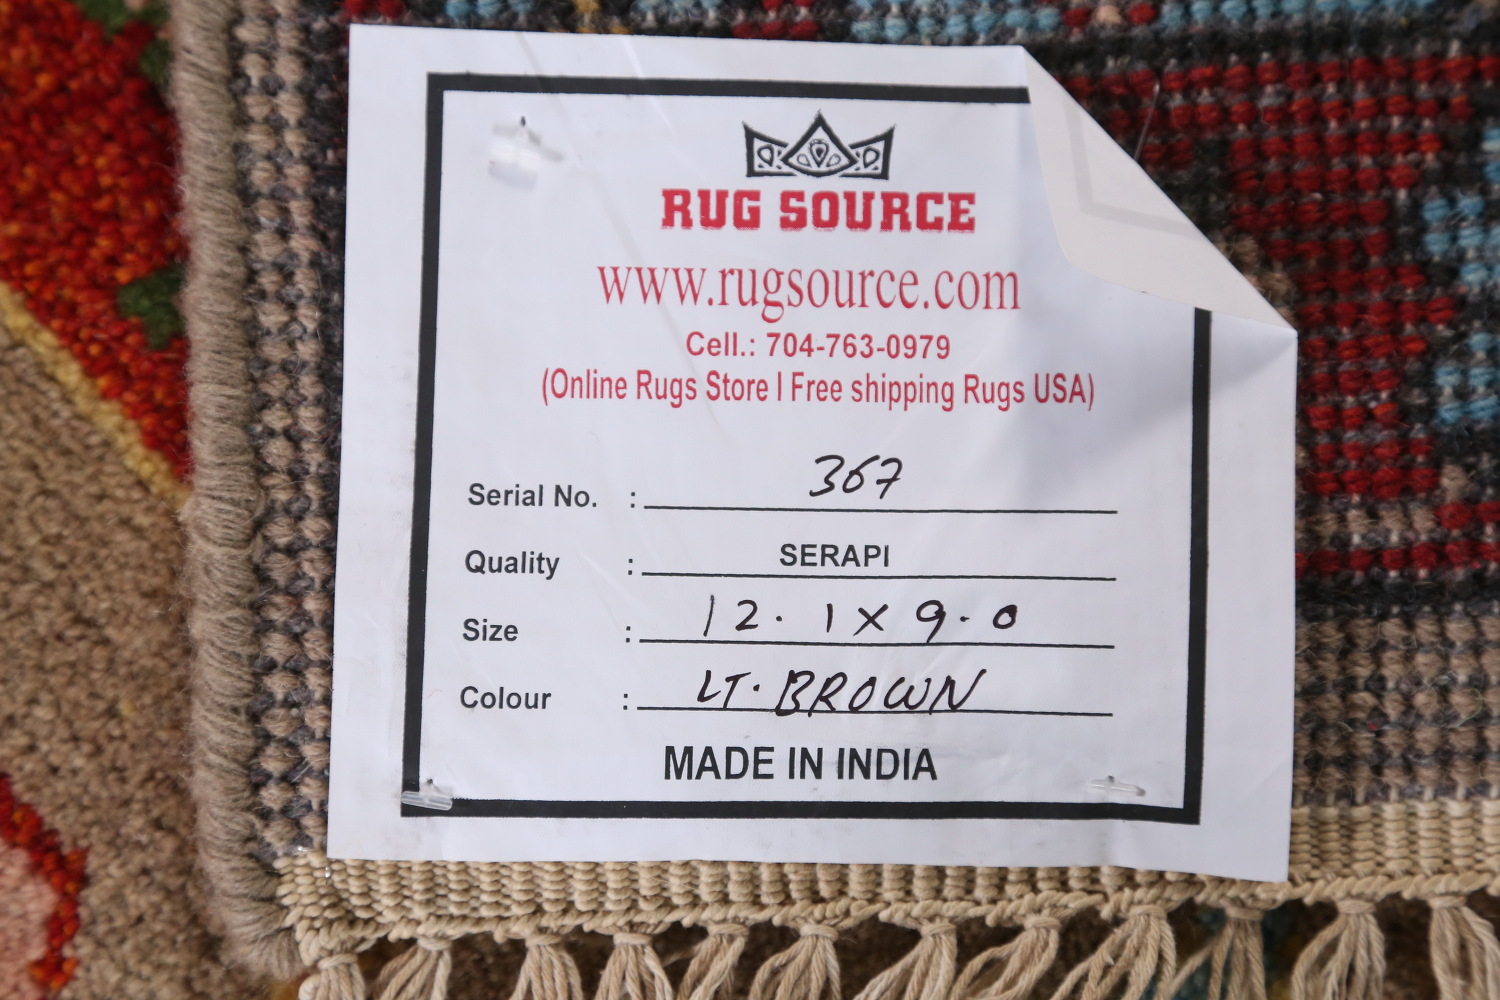 RUG SOURCE
www.rugsource.com
Cell.: 704-763-0979
(Online Rugs Store I Free shipping Rugs USA)
Serial No. : 367
Quality : SERAPI
Size : 12.1 x 9.0
Colour : LT. BROWN
MADE IN INDIA